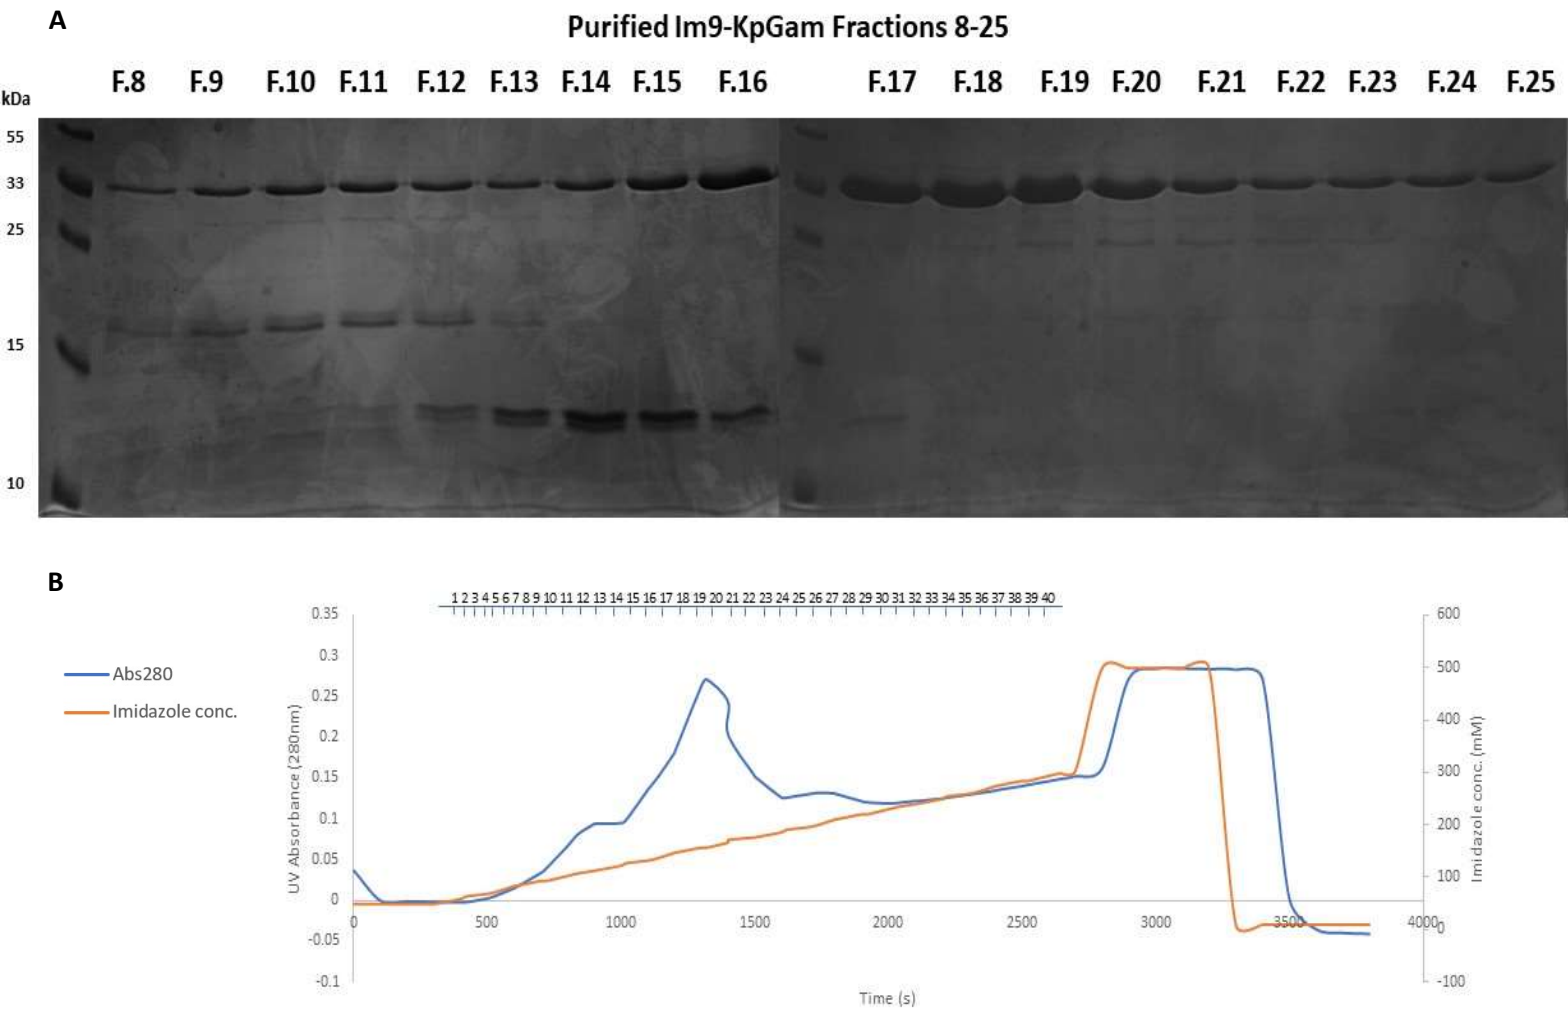 A
Purified Im9-KpGam Fractions 8-25
F.8 F.9 F.10 F.11 F.12 F.13 F.14 F.15 F.16 F.17 F.18 F.19 F.20 F.21 F.22 F.23 F.24 F.25
kDa
55
33
25
15
10
B
1 2 3 4 5 6 7 8 9 10 11 12 13 14 15 16 17 18 19 20 21 22 23 24 25 26 27 28 29 30 31 32 33 34 35 36 37 38 39 40
Abs280
Imidazole conc.
UV Absorbance (280nm)
0.35
0.3
0.25
0.2
0.15
0.1
0.05
0
-0.05
-0.1
0 500 1000 1500 2000 2500 3000 3500 4000
Time (s)
600
500
400
300
200
100
0
-100
Imidazole conc. (mM)